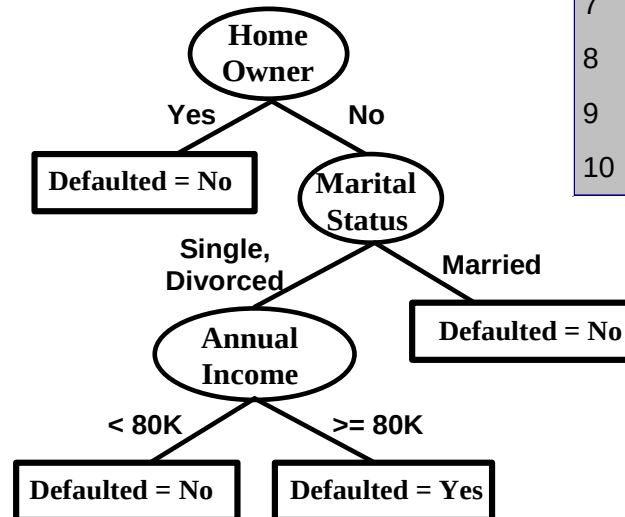 7
Home
Owner
8
Yes
No
9
Defaulted = No
10
Marital
Status
Single,
Divorced
Married
Annual
Income
Defaulted = No
< 80K
>= 80K
Defaulted = No
Defaulted = Yes